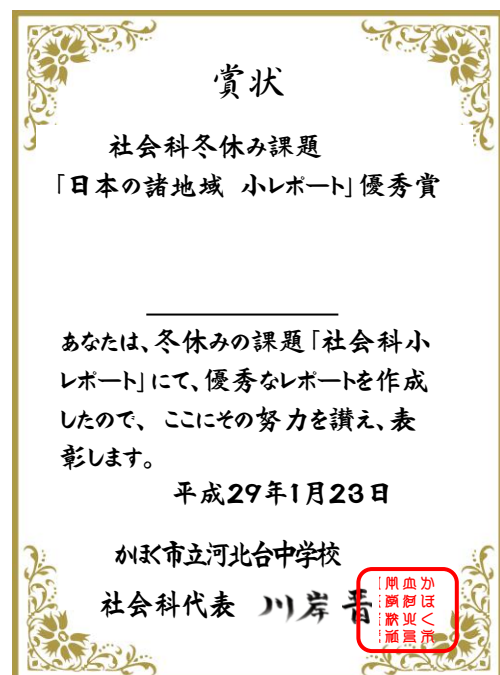 賞状
社会科冬休み課題
「日本の諸地域　小レポート」優秀賞
あなたは、冬休みの課題「社会科小
レポート」にて、優秀なレポートを作成
したので、ここにその努力を讃え、表
彰します。
平成29年1月23日
かほく市立河北台中学校
社会科代表　川岸晋